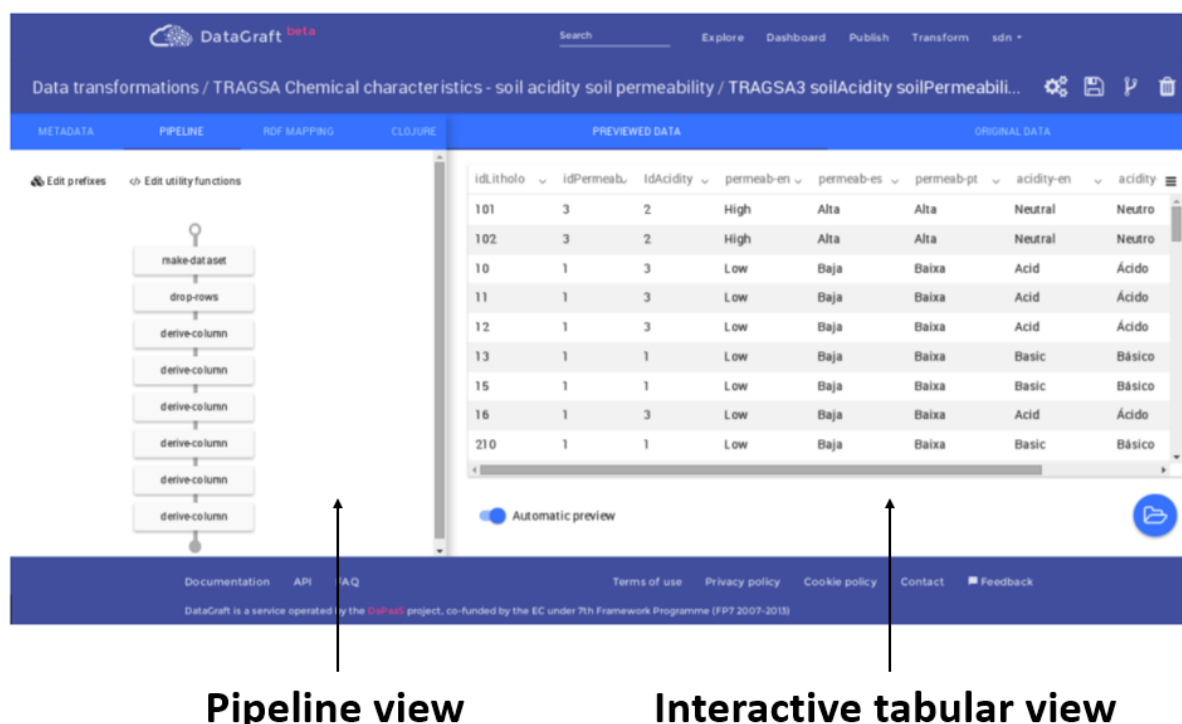 DataGraft beta
Search
Explore Dashboard Publish Transform sdn
Data transformations / TRAGSA Chemical characteristics - soil acidity soil permeability / TRAGSA3 soilAcidity soilPermeabili...
METADATA PIPELINE RDF MAPPING CLOJURE PREVIEWED DATA ORIGINAL DATA
Edit prefixes </> Edit utility functions
make-dataset
drop-rows
derive-column
derive-column
derive-column
derive-column
derive-column
derive-column
idLitholo idPermeab IdAcidity permeab-en permeab-es permeab-pt acidity-en acidity-
101 3 2 High Alta Alta Neutral Neutro
102 3 2 High Alta Alta Neutral Neutro
10 1 3 Low Baja Baixa Acid Ácido
11 1 3 Low Baja Baixa Acid Ácido
12 1 3 Low Baja Baixa Acid Ácido
13 1 1 Low Baja Baixa Basic Básico
15 1 1 Low Baja Baixa Basic Básico
16 1 3 Low Baja Baixa Acid Ácido
210 1 1 Low Baja Baixa Basic Básico
Automatic preview
Documentation API FAQ Terms of use Privacy policy Cookie policy Contact Feedback
DataGraft is a service operated by the DaPaaS project, co-funded by the EC under 7th Framework Programme (FP7 2007-2013)
Pipeline view Interactive tabular view